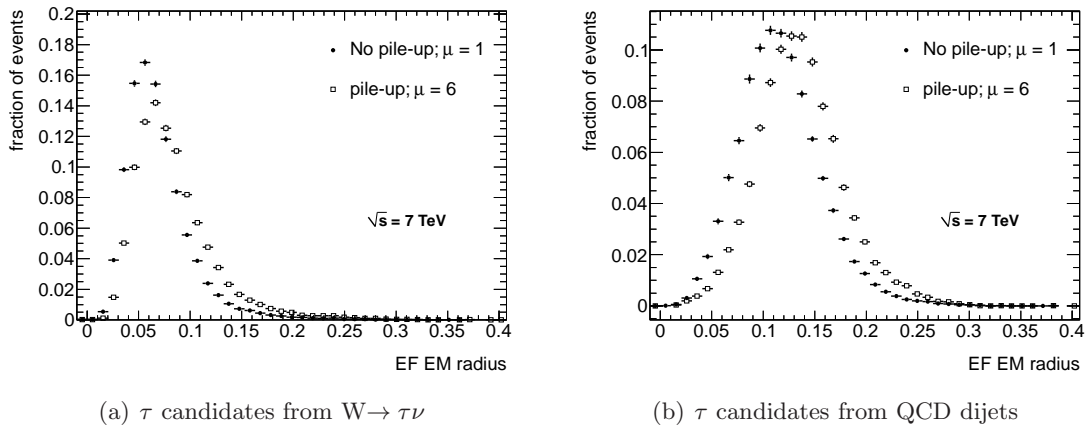 fraction of events
0.20
0.18
0.16
0.14
0.12
0.1
0.08
0.06
0.04
0.02
0
0 0.05 0.1 0.15 0.2 0.25 0.3 0.35 0.4
EF EM radius
No pile-up; μ = 1
pile-up; μ = 6
√s = 7 TeV
(a) τ candidates from W→ τν
fraction of events
0.1
0.08
0.06
0.04
0.02
0
0 0.05 0.1 0.15 0.2 0.25 0.3 0.35 0.4
EF EM radius
No pile-up; μ = 1
pile-up; μ = 6
√s = 7 TeV
(b) τ candidates from QCD dijets